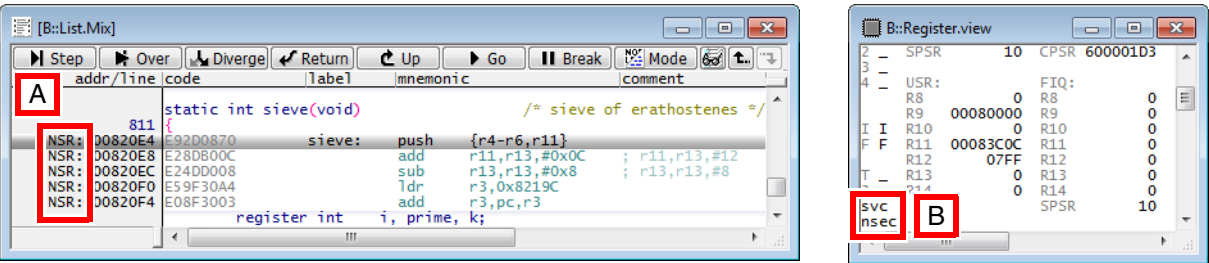 [B::List.Mix]
Step Over Diverge Return Up Go Break Mode
addr/line code label mnemonic comment
A
static int sieve(void) /* sieve of erathostenes */
811 {
NSR: 000820E4 E92D0870 sieve: push {r4-r6,r11}
NSR: 000820E8 E28DB00C add r11,r13,#0x0C ; r11,r13,#12
NSR: 000820EC E24DD008 sub r13,r13,#0x8 ; r13,r13,#8
NSR: 000820F0 E59F30A4 ldr r3,0x8219C
NSR: 000820F4 E08F3003 add r3,pc,r3
register int i, prime, k;
B::Register.view
2 _ SPSR 10 CPSR 600001D3
3 _
4 _ USR: FIQ:
R8 0 R8 0
R9 00080000 R9 0
I I R10 0 R10 0
F F R11 00083C0C R11 0
R12 07FF R12 0
T _ R13 0 R13 0
R14 0 R14 0
svc SPSR 10
nsec
B